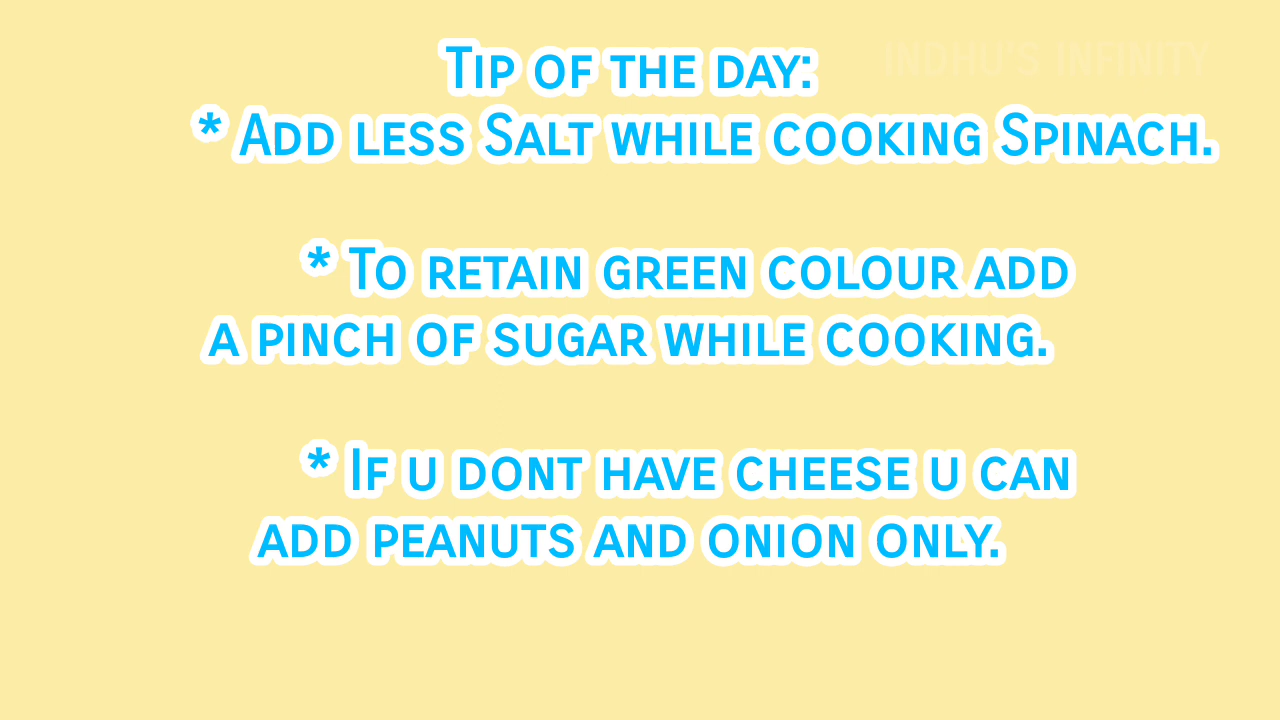 INDHU'S INFINITY
Tip of the day:
* Add less Salt while cooking Spinach.
* To retain green colour add
a pinch of sugar while cooking.
* If u dont have cheese u can
add peanuts and onion only.